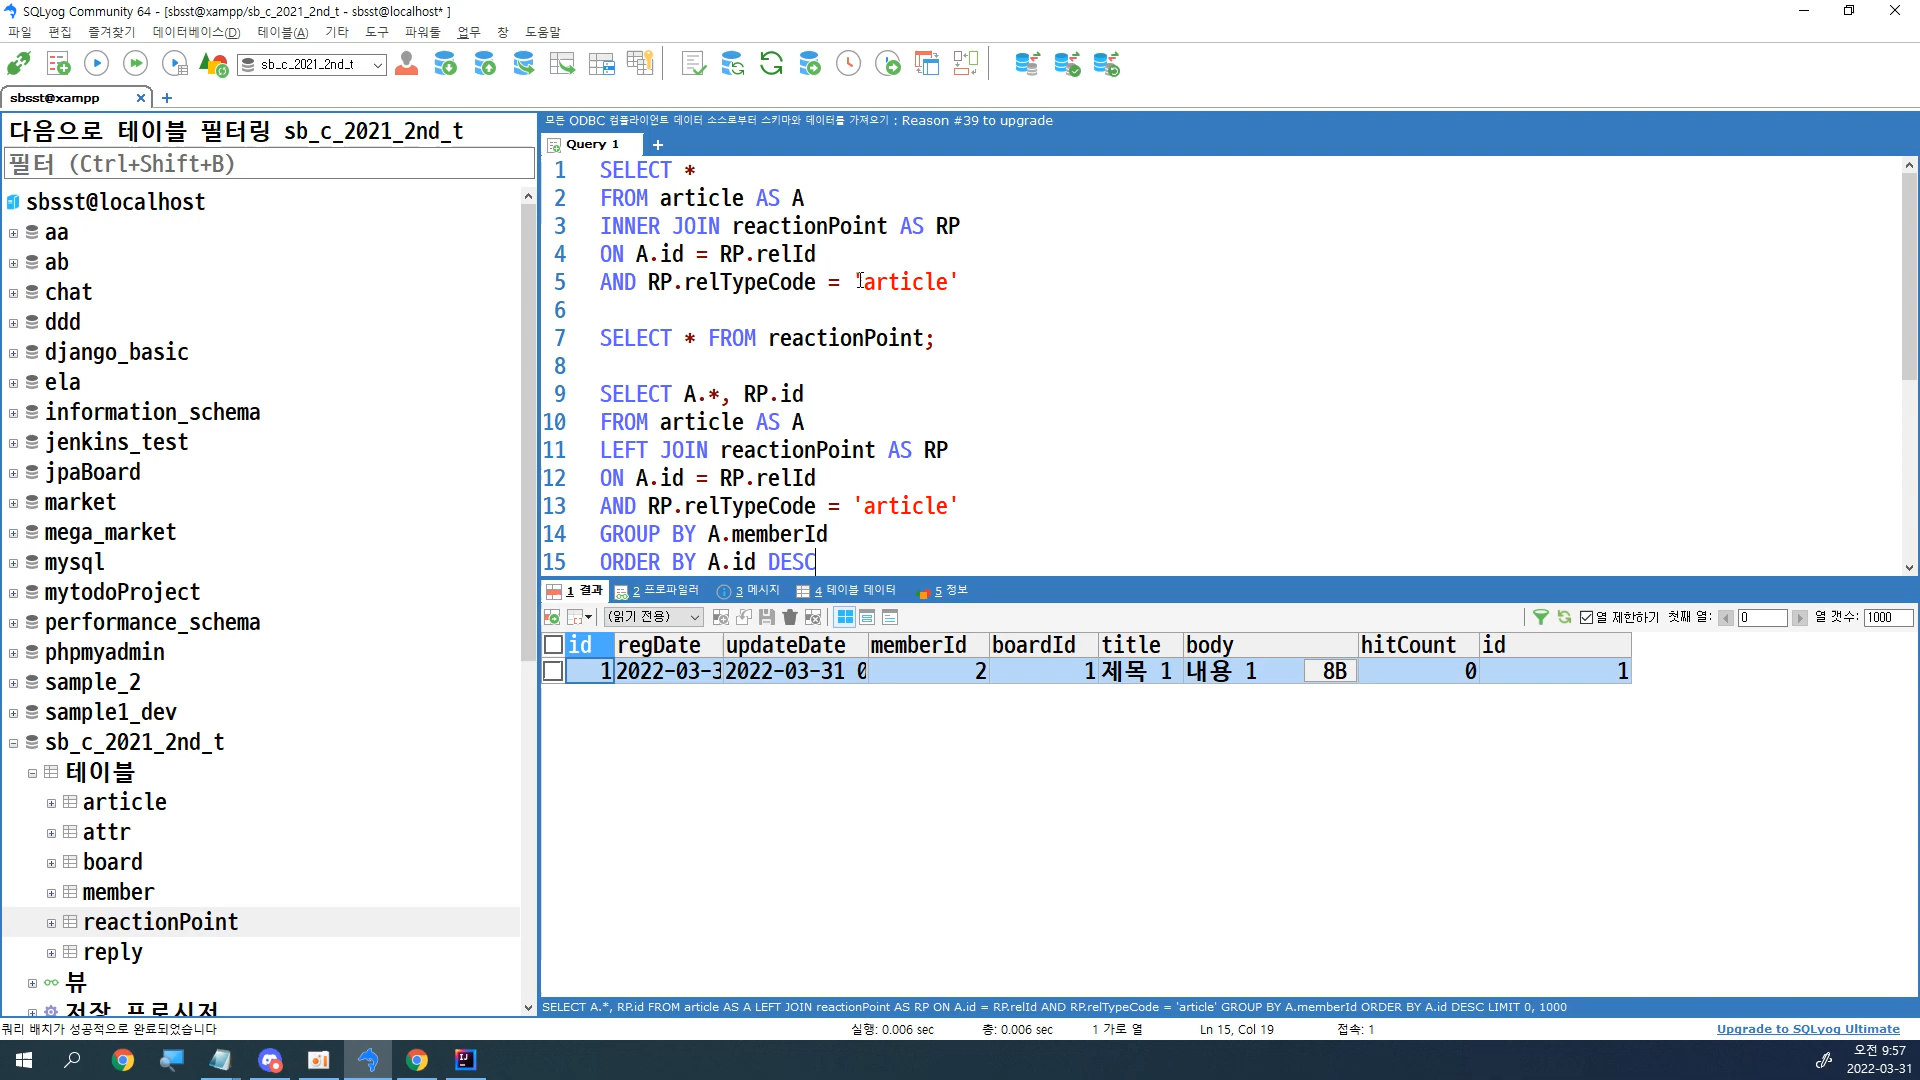 SQLyog Community 64 - [sbsst@xampp/sb_c_2021_2nd_t - sbsst@localhost* ]
파일 편집 즐겨찾기 데이터베이스(D) 테이블(A) 기타 도구 파워툴 업무 창 도움말
sb_c_2021_2nd_t
sbsst@xampp
다음으로 테이블 필터링 sb_c_2021_2nd_t
필터 (Ctrl+Shift+B)
sbsst@localhost
aa
ab
chat
ddd
django_basic
ela
information_schema
jenkins_test
jpaBoard
market
mega_market
mysql
mytodoProject
performance_schema
phpmyadmin
sample_2
sample1_dev
sb_c_2021_2nd_t
테이블
article
attr
board
member
reactionPoint
reply
뷰
저장 프로시저
모든 ODBC 컴플라이언트 데이터 소스로부터 스키마와 데이터를 가져오기 : Reason #39 to upgrade
Query 1
1 SELECT *
2 FROM article AS A
3 INNER JOIN reactionPoint AS RP
4 ON A.id = RP.relId
5 AND RP.relTypeCode = 'article'
6
7 SELECT * FROM reactionPoint;
8
9 SELECT A.*, RP.id
10 FROM article AS A
11 LEFT JOIN reactionPoint AS RP
12 ON A.id = RP.relId
13 AND RP.relTypeCode = 'article'
14 GROUP BY A.memberId
15 ORDER BY A.id DESC
1 결과 2 프로파일러 3 메시지 4 테이블 데이터 5 정보
(읽기 전용) 열 제한하기 첫째 열: 0 열 갯수: 1000
id regDate updateDate memberId boardId title body hitCount id
1 2022-03-3 2022-03-31 0 2 1 제목 1 내용 1 8B 0 1
SELECT A.*, RP.id FROM article AS A LEFT JOIN reactionPoint AS RP ON A.id = RP.relId AND RP.relTypeCode = 'article' GROUP BY A.memberId ORDER BY A.id DESC LIMIT 0, 1000
쿼리 배치가 성공적으로 완료되었습니다 실행: 0.006 sec 총: 0.006 sec 1 가로 열 Ln 15, Col 19 접속: 1 Upgrade to SQLyog Ultimate
오전 9:57
2022-03-31